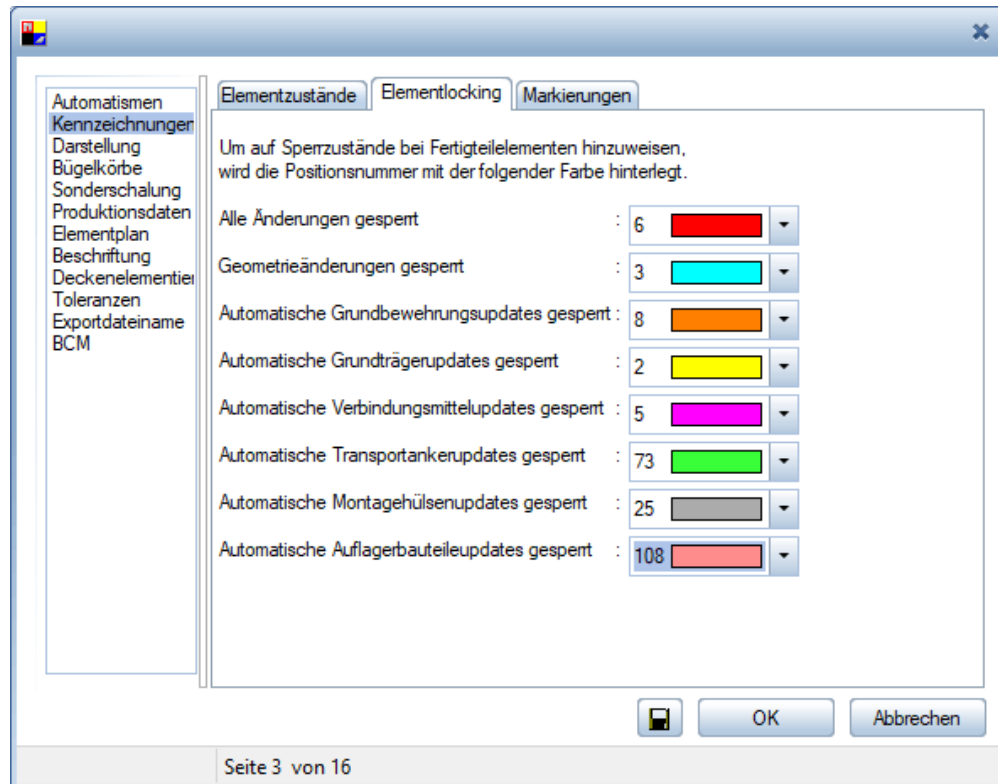 Automatismen
Kennzeichnungen
Darstellung
Bügelkörbe
Sonderschalung
Produktionsdaten
Elementplan
Beschriftung
Deckenelementier
Toleranzen
Exportdateiname
BCM
Elementzustände Elementlocking Markierungen
Um auf Sperrzustände bei Fertigteilelementen hinzuweisen,
wird die Positionsnummer mit der folgender Farbe hinterlegt.
Alle Änderungen gesperrt : 6
Geometrieänderungen gesperrt : 3
Automatische Grundbewehrungsupdates gesperrt : 8
Automatische Grundträgerupdates gesperrt : 2
Automatische Verbindungsmittelupdates gesperrt : 5
Automatische Transportankerupdates gesperrt : 73
Automatische Montagehülsenupdates gesperrt : 25
Automatische Auflagerbauteileupdates gesperrt : 108
OK Abbrechen
Seite 3 von 16